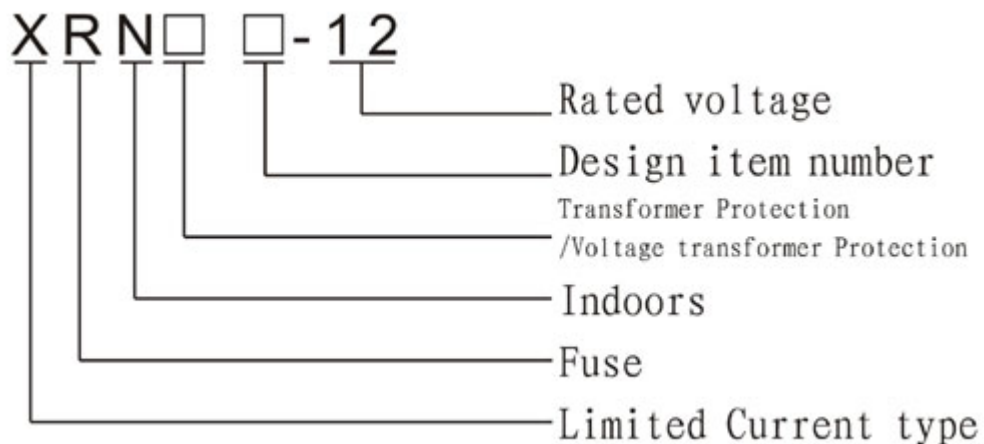 XRN□ □-12
Rated voltage
Design item number
Transformer Protection
/Voltage transformer Protection
Indoors
Fuse
Limited Current type